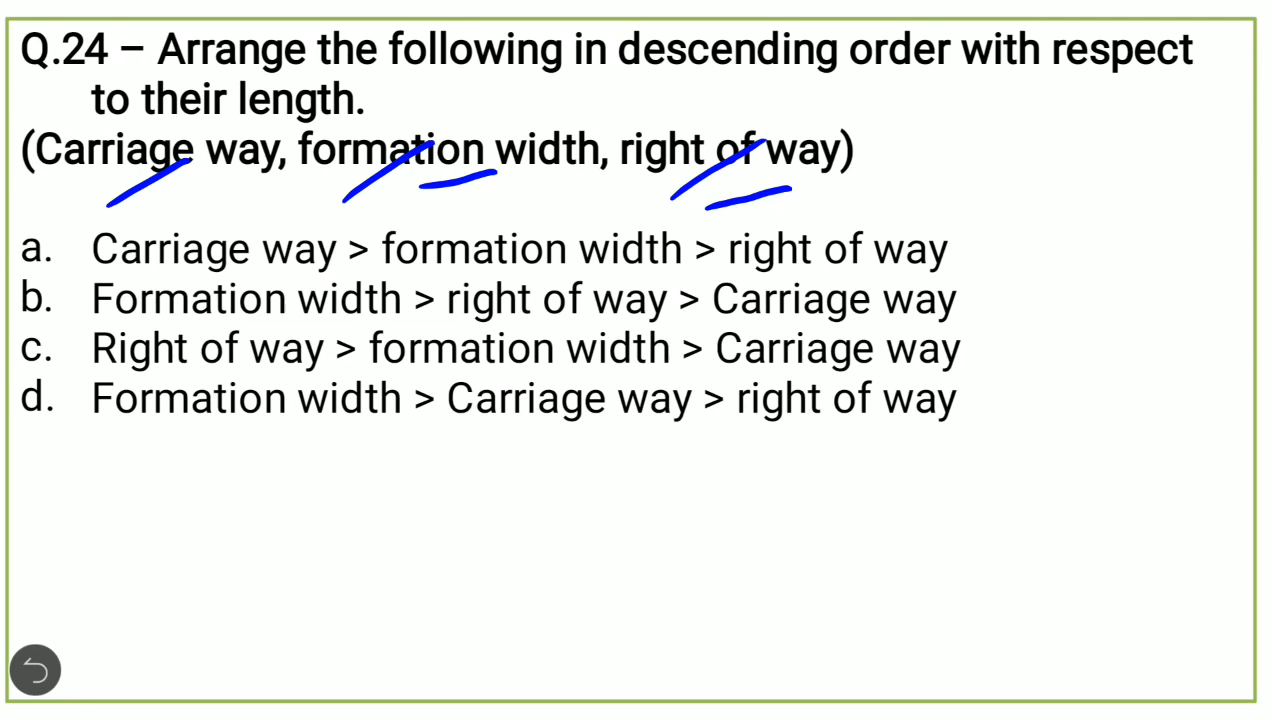 Q.24 – Arrange the following in descending order with respect
to their length.
(Carriage way, formation width, right of way)
a. Carriage way > formation width > right of way
b. Formation width > right of way > Carriage way
c. Right of way > formation width > Carriage way
d. Formation width > Carriage way > right of way